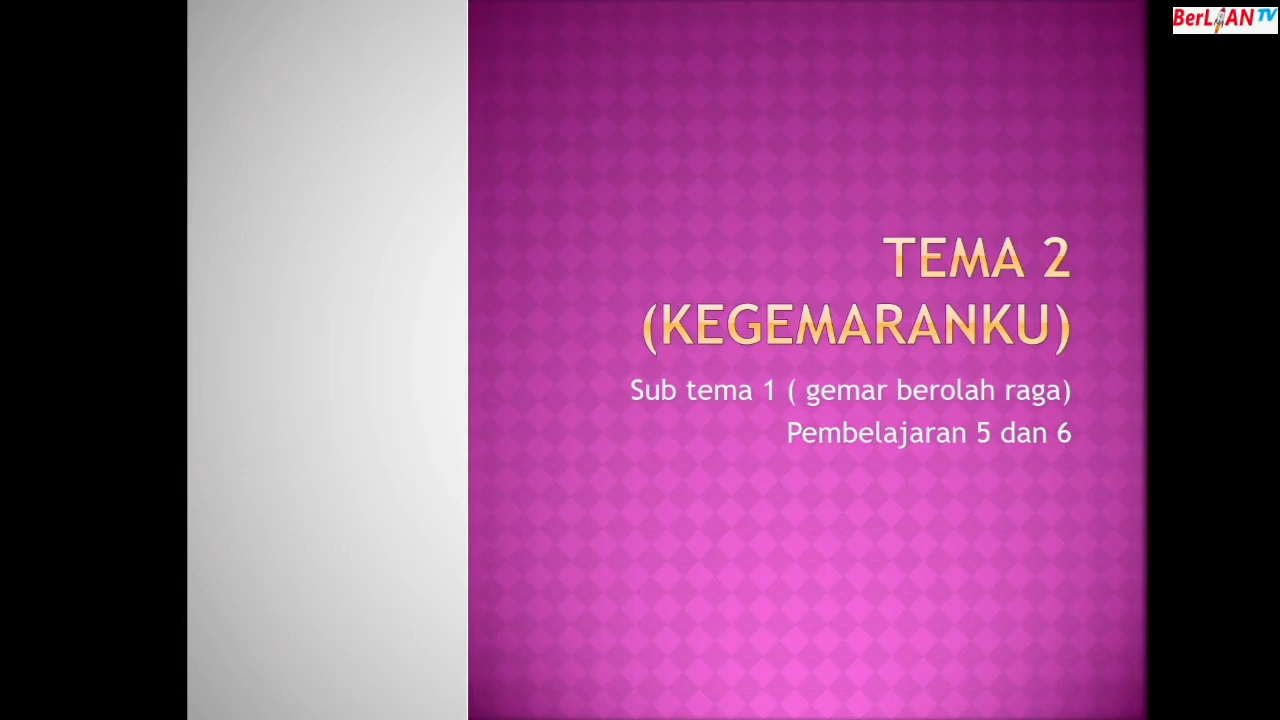 BerLiAN TV
TEMA 2
(KEGEMARANKU)
Sub tema 1 ( gemar berolah raga)
Pembelajaran 5 dan 6